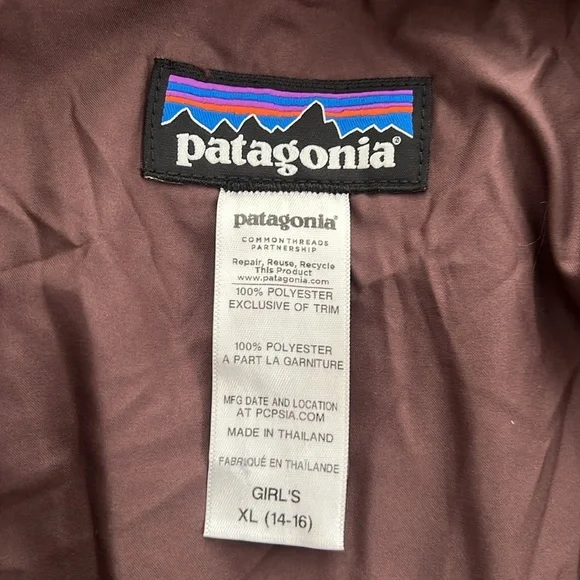 patagonia®
patagonia®
COMMONTHREADS
PARTNERSHIP
Repair, Reuse, Recycle
This Product
www.patagonia.com
100% POLYESTER
EXCLUSIVE OF TRIM
100% POLYESTER
A PART LA GARNITURE
MFG DATE AND LOCATION
AT PCPSIA.COM
MADE IN THAILAND
FABRIQUÉ EN THAÏLANDE
GIRL'S
XL (14-16)